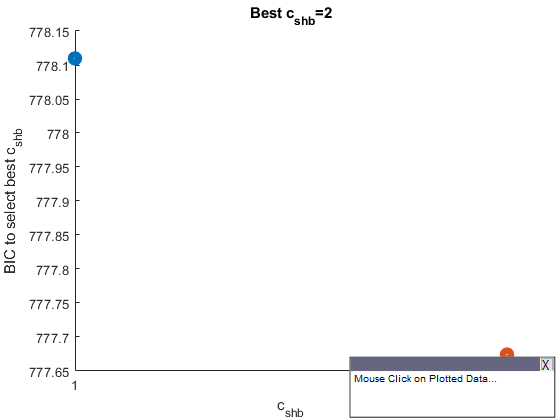 Best c_shb=2
778.15
778.1
778.05
778
777.95
777.9
777.85
777.8
777.75
777.7
777.65
BIC to select best c_shb
1
c_shb
X
Mouse Click on Plotted Data...